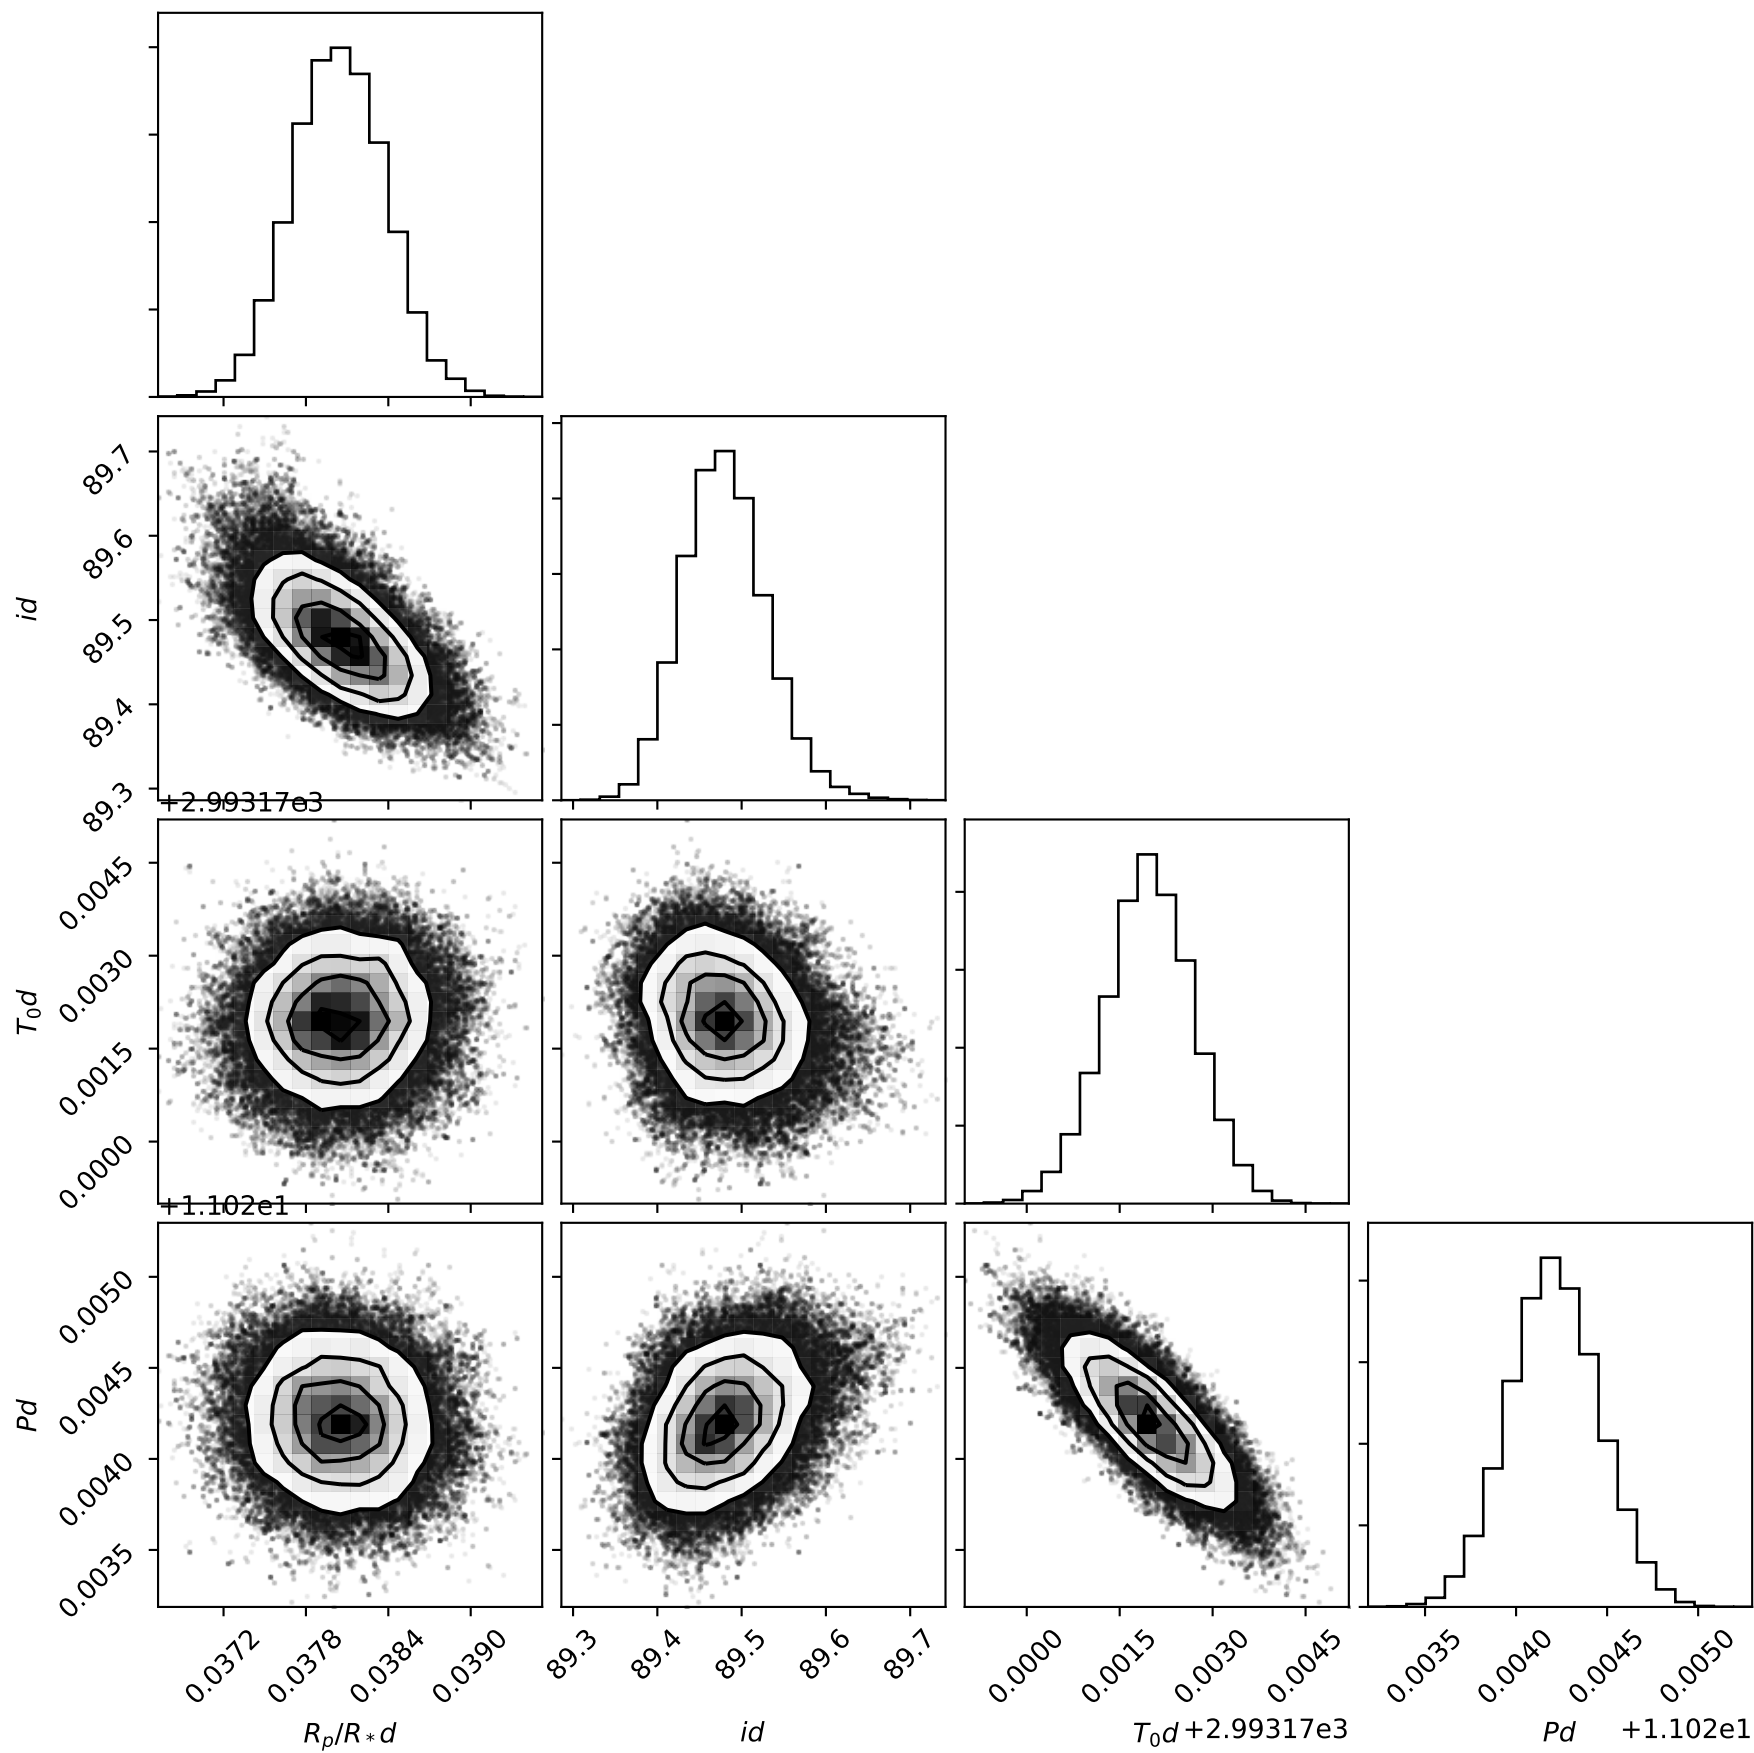 89.7
89.6
89.5
89.4
89.3
id
+2.99317e3
0.0045
0.0030
0.0015
0.0000
T₀d
+1.102e1
0.0050
0.0045
0.0040
0.0035
Pd
0.0372 0.0378 0.0384 0.0390
89.3 89.4 89.5 89.6 89.7
0.0000 0.0015 0.0030 0.0045
0.0035 0.0040 0.0045 0.0050
Rₚ/R*d
id
T₀d +2.99317e3
Pd +1.102e1